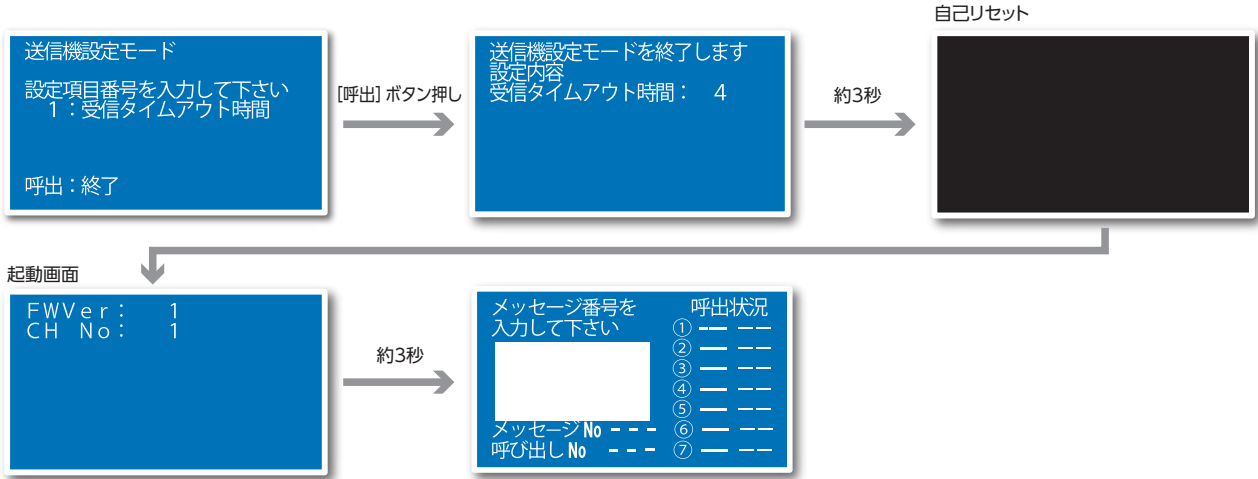 自己リセット
送信機設定モード
設定項目番号を入力して下さい
1：受信タイムアウト時間
呼出：終了
[呼出] ボタン押し
送信機設定モードを終了します
設定内容
受信タイムアウト時間： 4
約3秒
起動画面
FWVer： 1
CH No： 1
約3秒
メッセージ番号を
入力して下さい
メッセージ No - - -
呼び出し No - - -
呼出状況
① -- --
② -- --
③ -- --
④ -- --
⑤ -- --
⑥ -- --
⑦ -- --